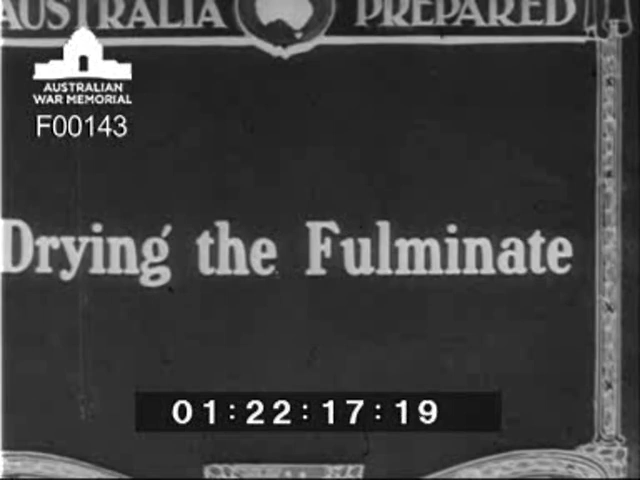 AUSTRALIA PREPARED
AUSTRALIAN
WAR MEMORIAL
F00143
Drying the Fulminate
01:22:17:19